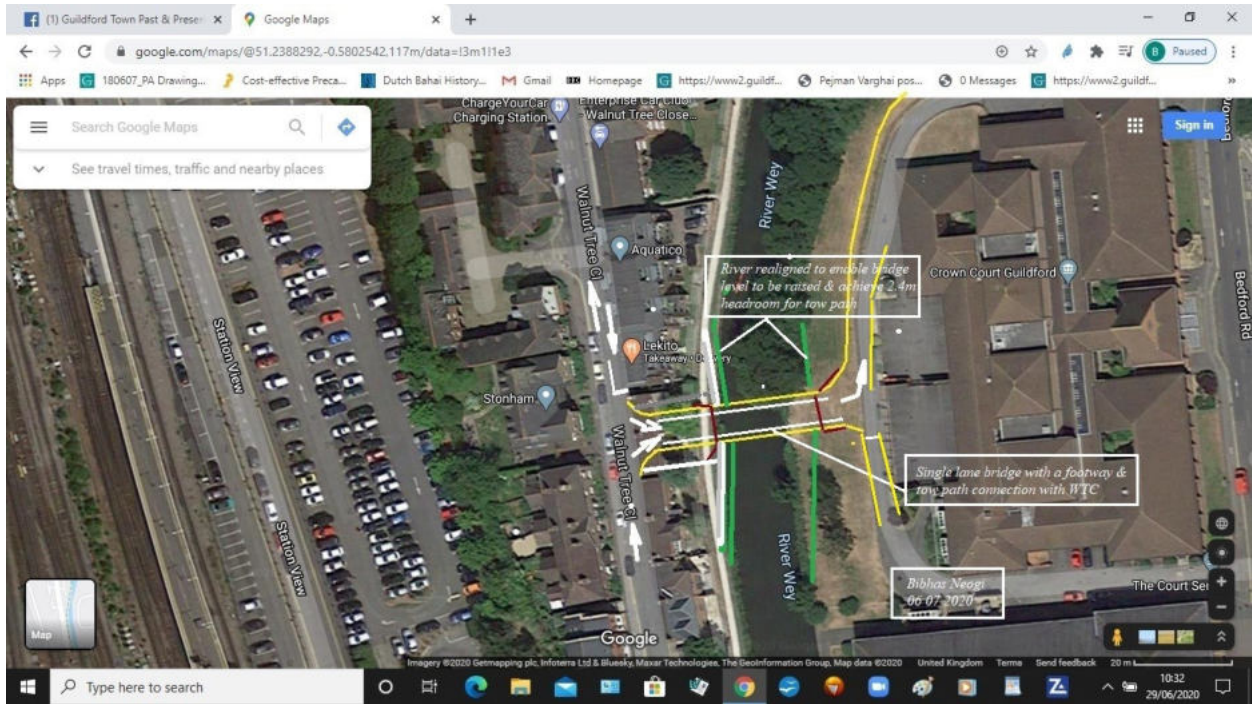 (1) Guildford Town Past & Presen
Google Maps
google.com/maps/@51.2388292,-0.5802542,117m/data=!3m1!1e3
Paused
Apps
180607_PA Drawing...
Cost-effective Preca...
Dutch Bahai History...
Gmail
Homepage
https://www2.guildf...
Pejman Varghai pos...
0 Messages
https://www2.guildf...
Search Google Maps
See travel times, traffic and nearby places
Sign in
ChargeYourCar
Charging Station
Enterprise Car Club
Walnut Tree Close...
River Wey
Walnut Tree Cl
Aquatico
River realigned to enable bridge
level to be raised & achieve 2.4m
headroom for tow path
Crown Court Guildford
Bedford Rd
Station View
Lekito
Takeaway
Stonham
Walnut Tree Cl
Single lane bridge with a footway &
tow path connection with WTC
Station View
River Wey
Bibhas Neogi
06 07 2020
The Court Ser
Map
Google
Imagery ©2020 Getmapping plc, Infoterra Ltd & Bluesky, Maxar Technologies, The GeoInformation Group, Map data ©2020
United Kingdom
Terms
Send feedback
20 m
Type here to search
10:32
29/06/2020